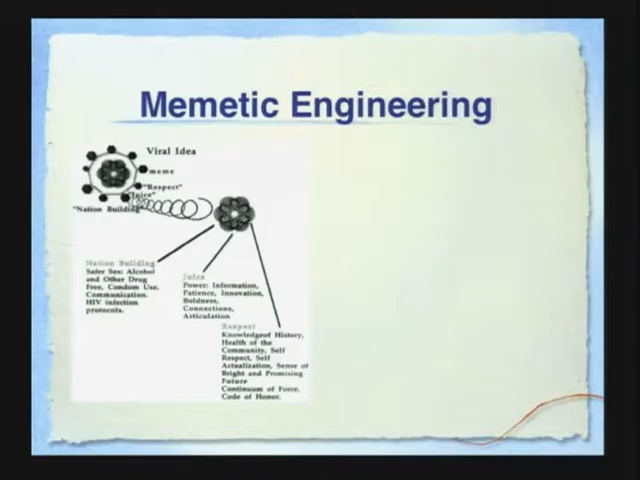 Memetic Engineering
Viral Idea
meme
"Respect"
"Juice"
"Nation Building"
Nation Building
Safer Sex: Alcohol
and Other Drug
Free, Condom Use,
Communication.
HIV infection
protocols.
Juice
Power: Information,
Patience, Innovation,
Boldness,
Connections,
Articulation
Respect
Knowledgeof History,
Health of the
Community, Self
Respect, Self
Actualization, Sense of
Bright and Promising
Future
Continuum of Force,
Code of Honor.